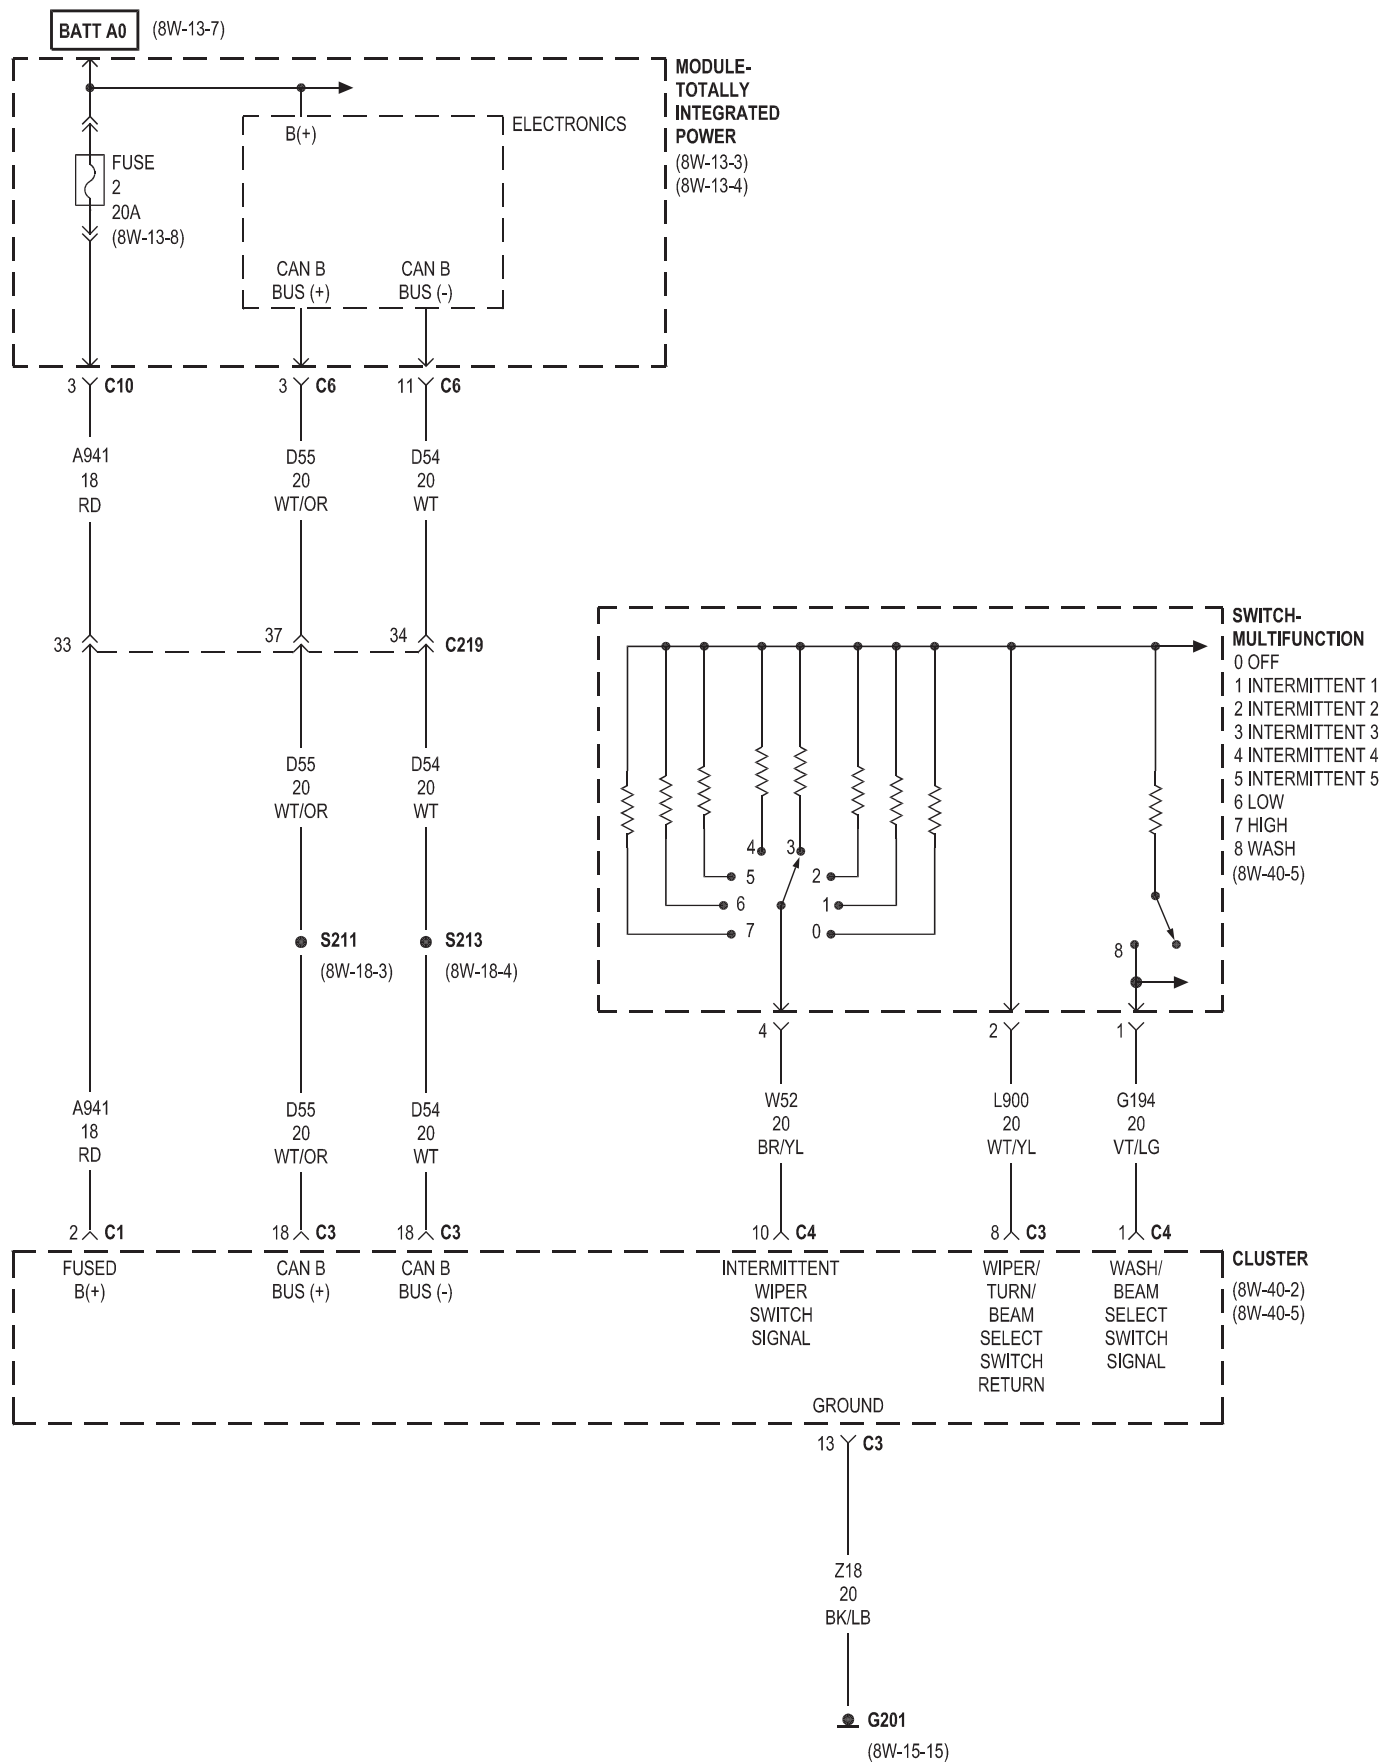 BATT A0 (8W-13-7)
MODULE-
TOTALLY
INTEGRATED
POWER
(8W-13-3)
(8W-13-4)
ELECTRONICS
B(+)
FUSE
2
20A
(8W-13-8)
CAN B
BUS (+)
CAN B
BUS (-)
3 C10
3 C6
11 C6
A941
18
RD
D55
20
WT/OR
D54
20
WT
33
37
34
C219
D55
20
WT/OR
D54
20
WT
S211
(8W-18-3)
S213
(8W-18-4)
SWITCH-
MULTIFUNCTION
0 OFF
1 INTERMITTENT 1
2 INTERMITTENT 2
3 INTERMITTENT 3
4 INTERMITTENT 4
5 INTERMITTENT 5
6 LOW
7 HIGH
8 WASH
(8W-40-5)
4
3
5
2
6
1
7
0
8
4
2
1
A941
18
RD
D55
20
WT/OR
D54
20
WT
W52
20
BR/YL
L900
20
WT/YL
G194
20
VT/LG
2 C1
18 C3
18 C3
10 C4
8 C3
1 C4
CLUSTER
(8W-40-2)
(8W-40-5)
FUSED
B(+)
CAN B
BUS (+)
CAN B
BUS (-)
INTERMITTENT
WIPER
SWITCH
SIGNAL
WIPER/
TURN/
BEAM
SELECT
SWITCH
RETURN
WASH/
BEAM
SELECT
SWITCH
SIGNAL
GROUND
13 C3
Z18
20
BK/LB
G201
(8W-15-15)